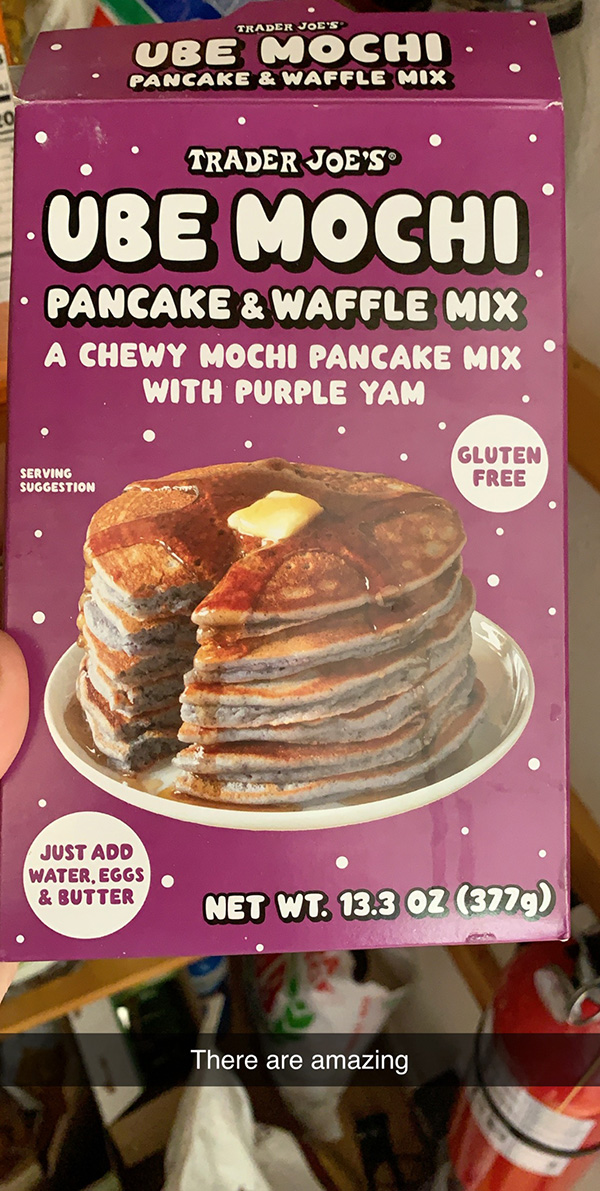 TRADER JOE'S
UBE MOCHI
PANCAKE & WAFFLE MIX
TRADER JOE'S®
UBE MOCHI
PANCAKE & WAFFLE MIX
A CHEWY MOCHI PANCAKE MIX
WITH PURPLE YAM
GLUTEN
FREE
SERVING
SUGGESTION
JUST ADD
WATER, EGGS
& BUTTER
NET WT. 13.3 OZ (377g)
There are amazing